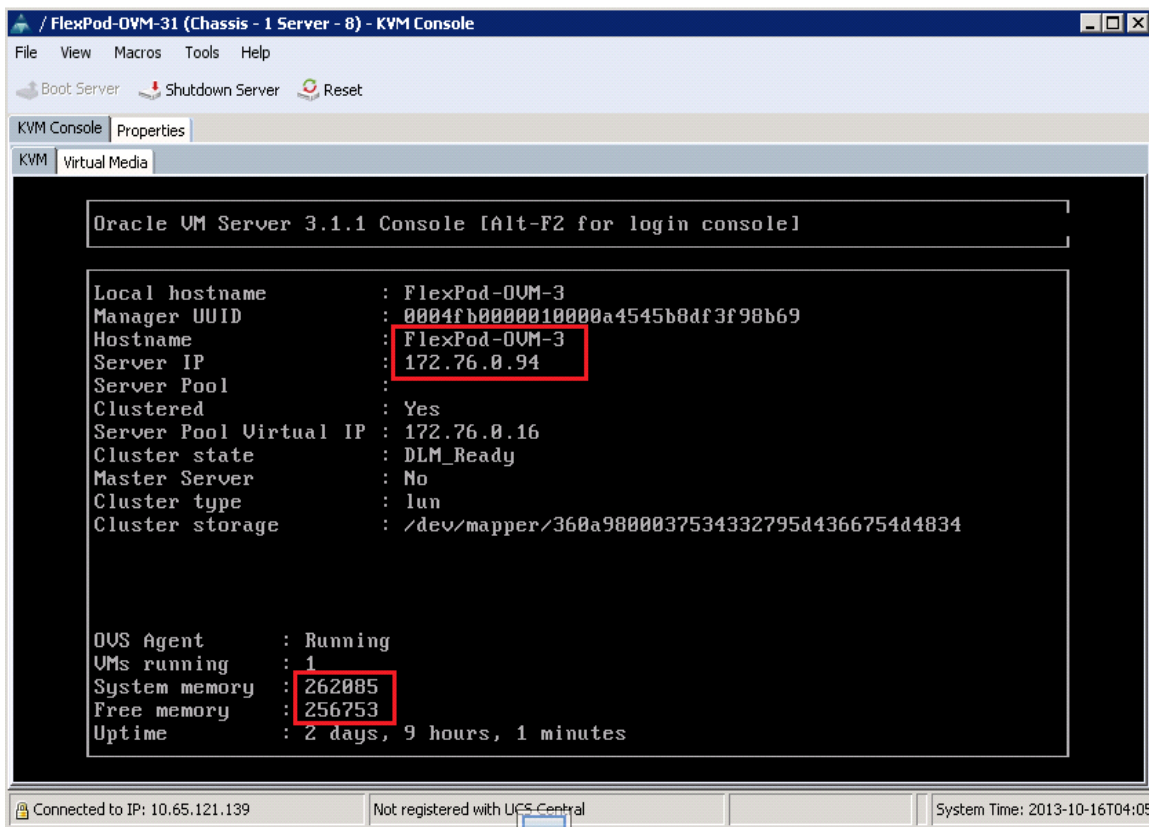 / FlexPod-OVM-31 (Chassis - 1 Server - 8) - KVM Console
File View Macros Tools Help
Boot Server Shutdown Server Reset
KVM Console Properties
KVM Virtual Media
Oracle VM Server 3.1.1 Console [Alt-F2 for login console]
Local hostname : FlexPod-OVM-3
Manager UUID : 0004fb0000010000a4545b8df3f98b69
Hostname : FlexPod-OVM-3
Server IP : 172.76.0.94
Server Pool :
Clustered : Yes
Server Pool Virtual IP : 172.76.0.16
Cluster state : DLM_Ready
Master Server : No
Cluster type : lun
Cluster storage : /dev/mapper/360a9800037534332795d4366754d4834
OVS Agent : Running
VMs running : 1
System memory : 262085
Free memory : 256753
Uptime : 2 days, 9 hours, 1 minutes
Connected to IP: 10.65.121.139 Not registered with UCS Central System Time: 2013-10-16T04:05